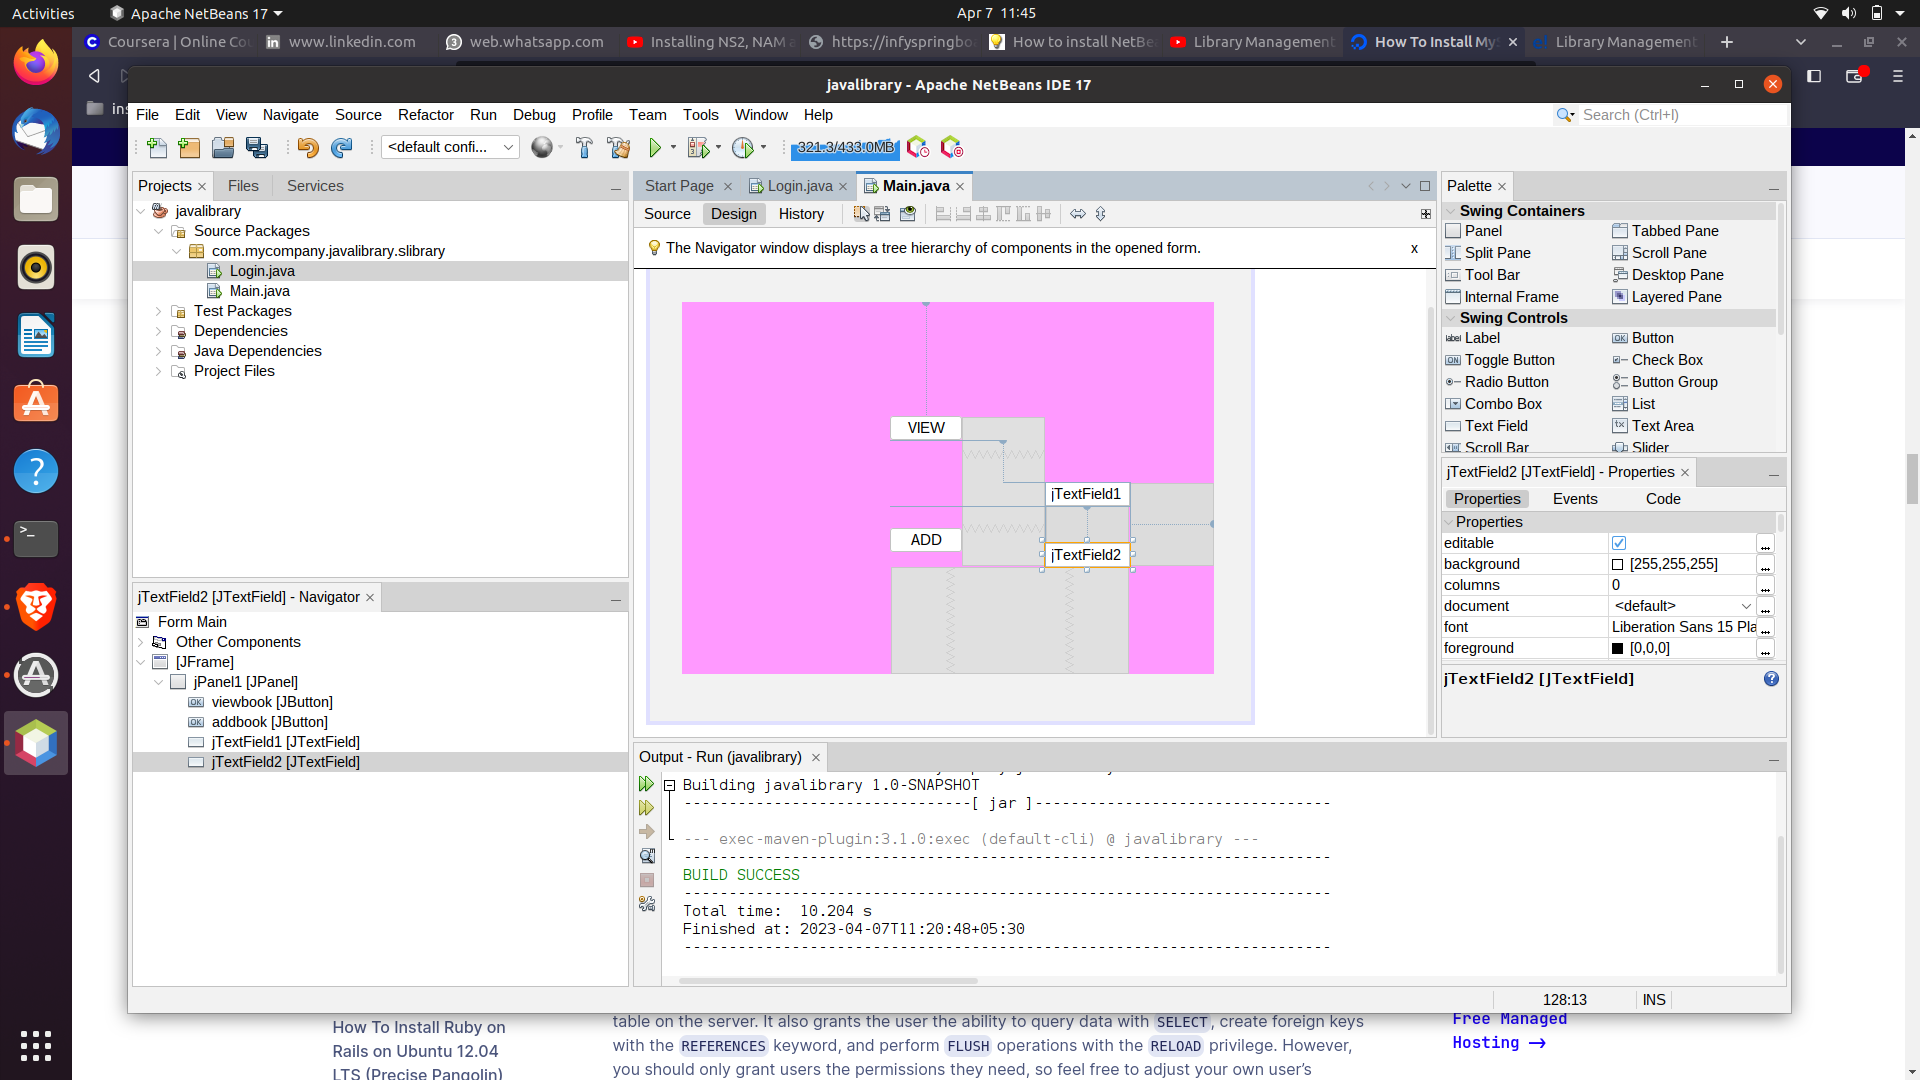 Activities
Apache NetBeans 17
Apr 7 11:45
Coursera | Online Co
www.linkedin.com
web.whatsapp.com
Installing NS2, NAM a
https://infyspringbo
How to install NetBe
Library Management
How To Install My
Library Management
javalibrary - Apache NetBeans IDE 17
File Edit View Navigate Source Refactor Run Debug Profile Team Tools Window Help
Search (Ctrl+I)
<default confi...
321.3/433.0MB
Projects
Files
Services
javalibrary
Source Packages
com.mycompany.javalibrary.slibrary
Login.java
Main.java
Test Packages
Dependencies
Java Dependencies
Project Files
jTextField2 [JTextField] - Navigator
Form Main
Other Components
[JFrame]
jPanel1 [JPanel]
viewbook [JButton]
addbook [JButton]
jTextField1 [JTextField]
jTextField2 [JTextField]
Start Page
Login.java
Main.java
Source Design History
The Navigator window displays a tree hierarchy of components in the opened form.
x
VIEW
jTextField1
ADD
jTextField2
Output - Run (javalibrary)
Building javalibrary 1.0-SNAPSHOT
--------------------------------[ jar ]---------------------------------
--- exec-maven-plugin:3.1.0:exec (default-cli) @ javalibrary ---
------------------------------------------------------------------------
BUILD SUCCESS
------------------------------------------------------------------------
Total time:  10.204 s
Finished at: 2023-04-07T11:20:48+05:30
------------------------------------------------------------------------
Palette
Swing Containers
Panel Tabbed Pane
Split Pane Scroll Pane
Tool Bar Desktop Pane
Internal Frame Layered Pane
Swing Controls
Label Button
Toggle Button Check Box
Radio Button Button Group
Combo Box List
Text Field Text Area
Scroll Bar Slider
jTextField2 [JTextField] - Properties
Properties Events Code
Properties
editable
background [255,255,255]
columns 0
document <default>
font Liberation Sans 15 Pla
foreground [0,0,0]
jTextField2 [JTextField]
128:13
INS
How To Install Ruby on
Rails on Ubuntu 12.04
LTS (Precise Pangolin)
table on the server. It also grants the user the ability to query data with SELECT, create foreign keys
with the REFERENCES keyword, and perform FLUSH operations with the RELOAD privilege. However,
you should only grant users the permissions they need, so feel free to adjust your own user's
Free Managed
Hosting →